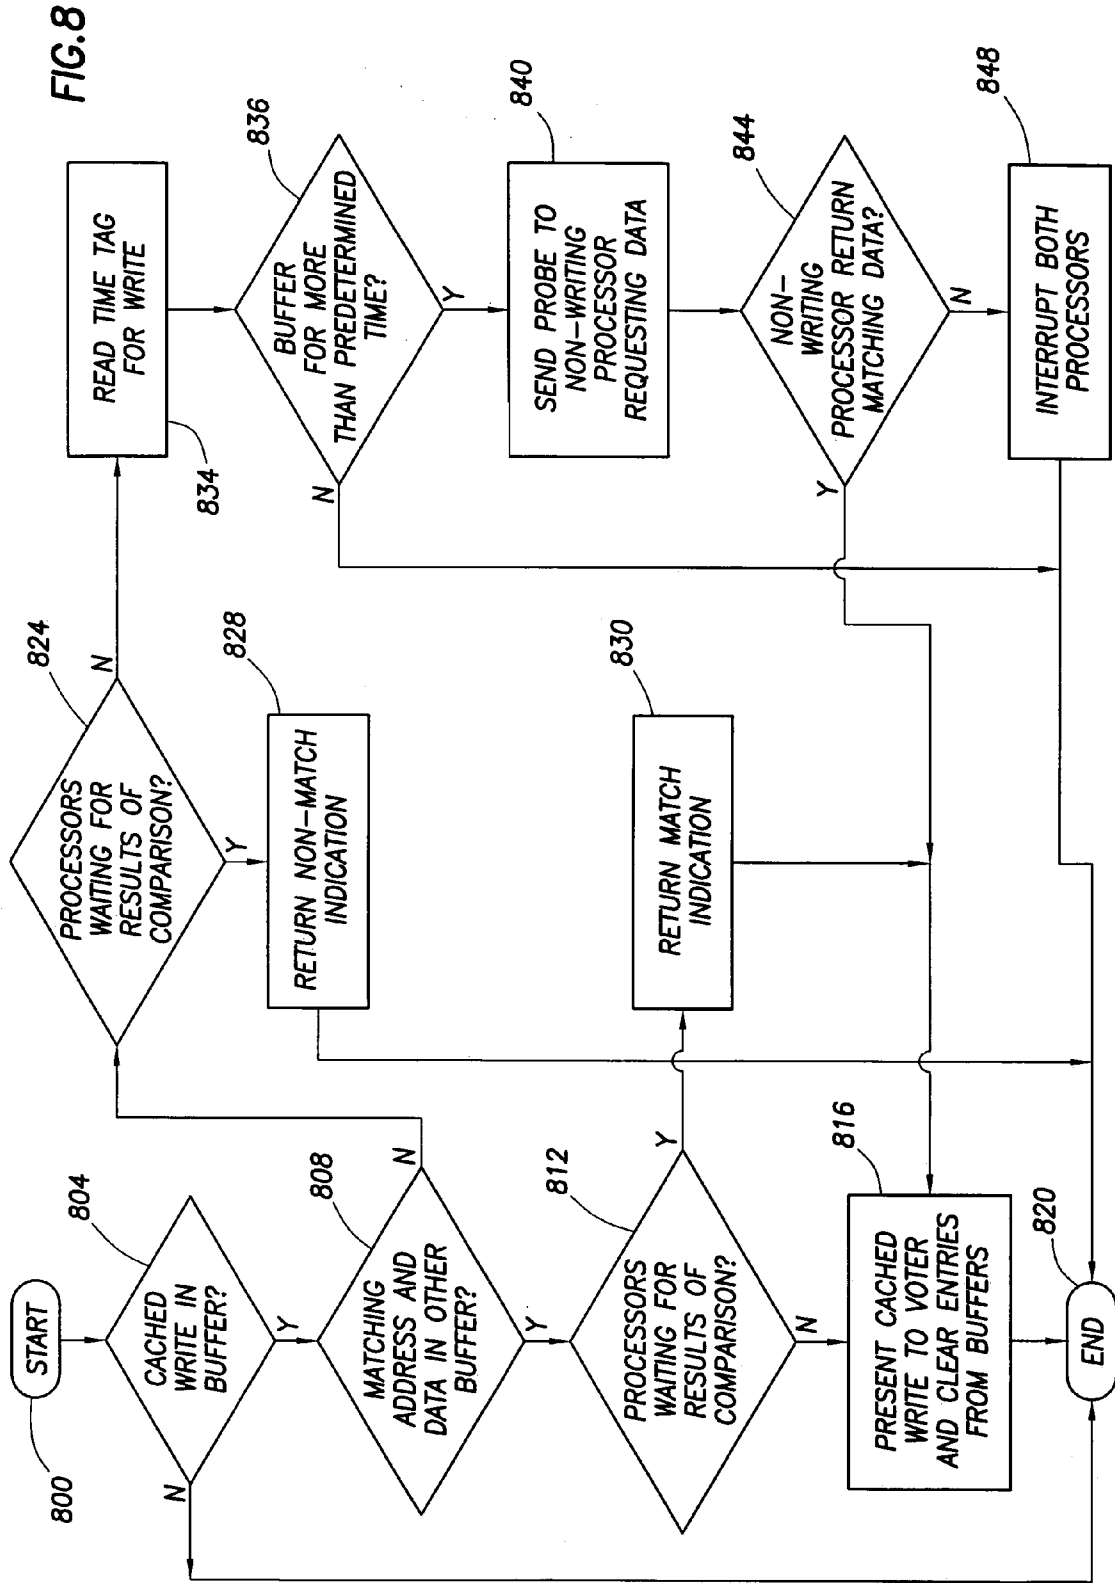 FIG.8
START
800
CACHED
WRITE IN
BUFFER?
804
N
Y
MATCHING
ADDRESS AND
DATA IN OTHER
BUFFER?
808
N
Y
PROCESSORS
WAITING FOR
RESULTS OF
COMPARISON?
812
Y
N
PRESENT CACHED
WRITE TO VOTER
AND CLEAR ENTRIES
FROM BUFFERS
816
END
820
PROCESSORS
WAITING FOR
RESULTS OF
COMPARISON?
824
N
Y
RETURN NON-MATCH
INDICATION
828
RETURN MATCH
INDICATION
830
READ TIME TAG
FOR WRITE
834
BUFFER
FOR MORE
THAN PREDETERMINED
TIME?
836
N
Y
SEND PROBE TO
NON-WRITING
PROCESSOR
REQUESTING DATA
840
NON-
WRITING
PROCESSOR RETURN
MATCHING DATA?
844
Y
N
INTERRUPT BOTH
PROCESSORS
848